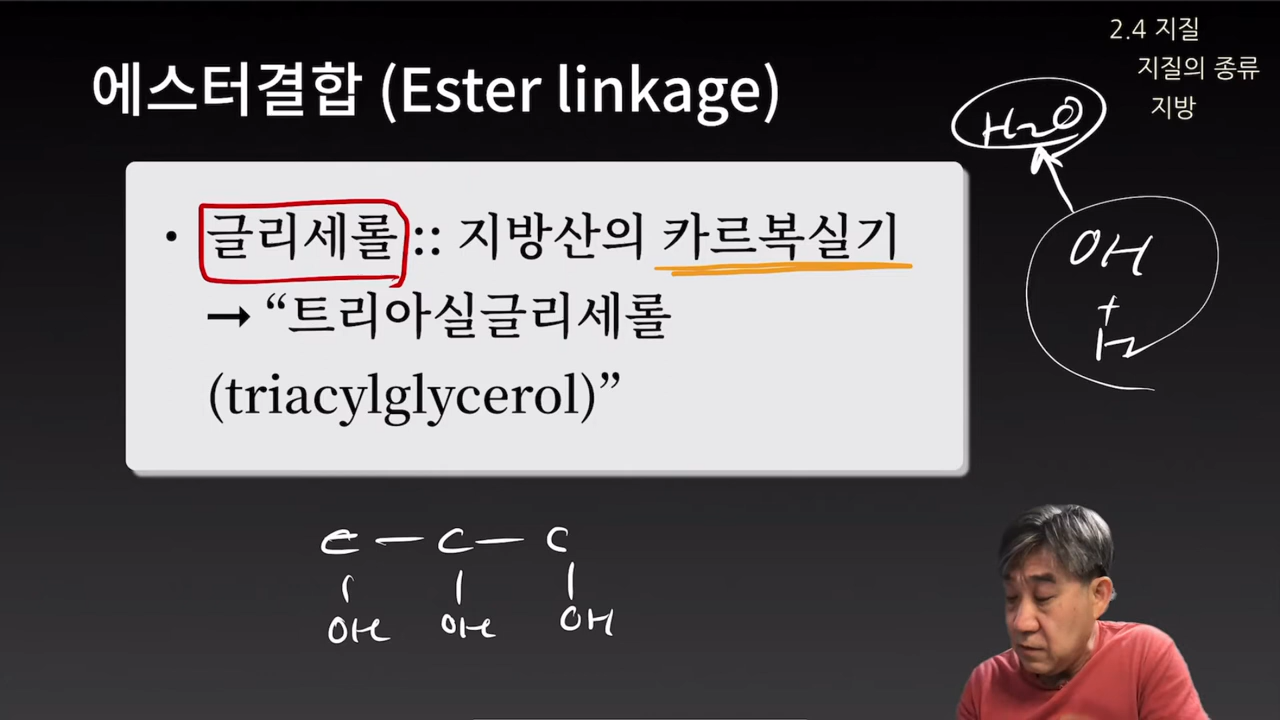 2.4 지질
지질의 종류
지방
에스터결합 (Ester linkage)
H2O
• 글리세롤 :: 지방산의 카르복실기
→ “트리아실글리세롤
(triacylglycerol)”
OH
+
H
C — C — C
OH OH OH